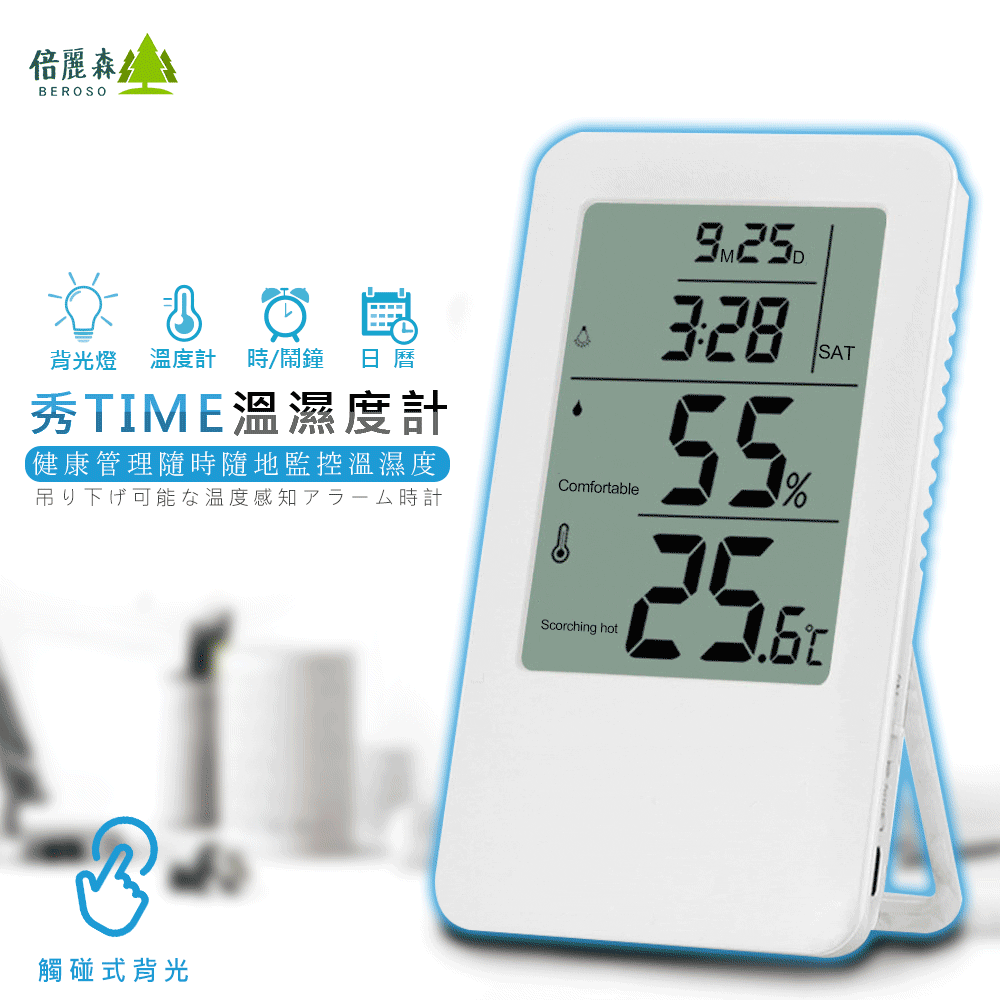 倍麗森
BEROSO
背光燈 溫度計 時/鬧鐘 日曆
秀TIME溫濕度計
健康管理隨時隨地監控溫濕度
吊り下げ可能な温度感知アラーム時計
9M25D
3:28
SAT
55%
Comfortable
25.6℃
Scorching hot
觸碰式背光